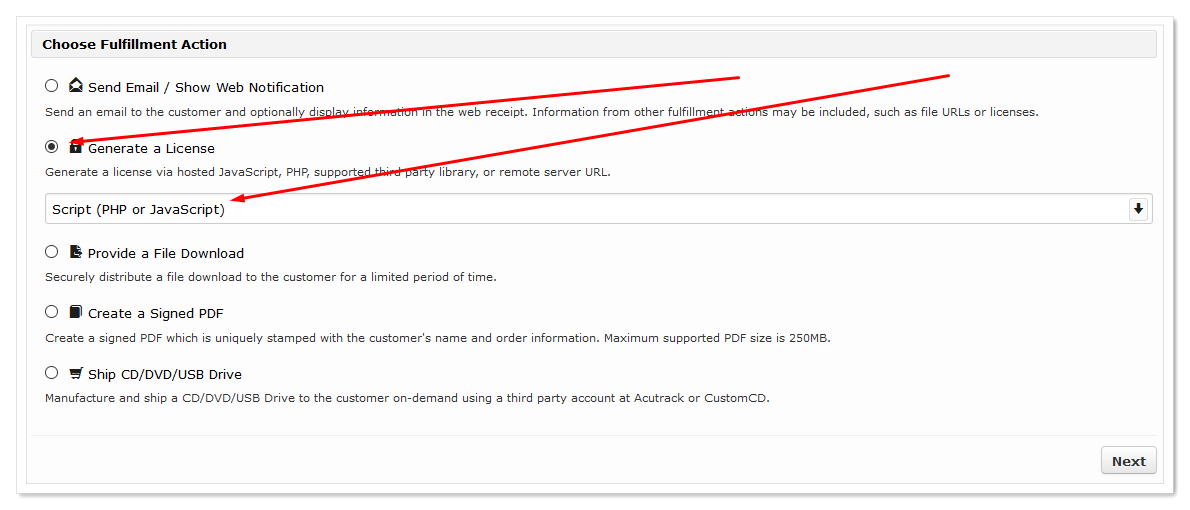 Choose Fulfillment Action
Send Email / Show Web Notification
Send an email to the customer and optionally display information in the web receipt. Information from other fulfillment actions may be included, such as file URLs or licenses.
Generate a License
Generate a license via hosted JavaScript, PHP, supported third party library, or remote server URL.
Script (PHP or JavaScript)
Provide a File Download
Securely distribute a file download to the customer for a limited period of time.
Create a Signed PDF
Create a signed PDF which is uniquely stamped with the customer's name and order information. Maximum supported PDF size is 250MB.
Ship CD/DVD/USB Drive
Manufacture and ship a CD/DVD/USB Drive to the customer on-demand using a third party account at Acutrack or CustomCD.
Next